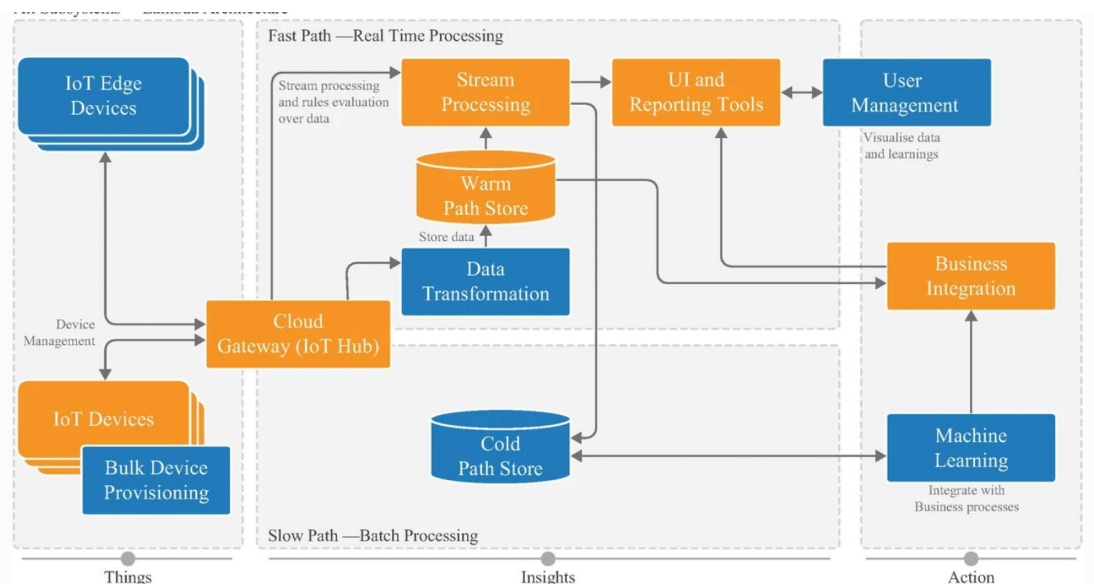 Fast Path —Real Time Processing
IoT Edge
Devices
Stream processing
and rules evaluation
over data
Stream
Processing
UI and
Reporting Tools
User
Management
Visualise data
and learnings
Warm
Path Store
Store data
Data
Transformation
Business
Integration
Device
Management
Cloud
Gateway (IoT Hub)
IoT Devices
Bulk Device
Provisioning
Cold
Path Store
Machine
Learning
Integrate with
Business processes
Slow Path —Batch Processing
Things
Insights
Action